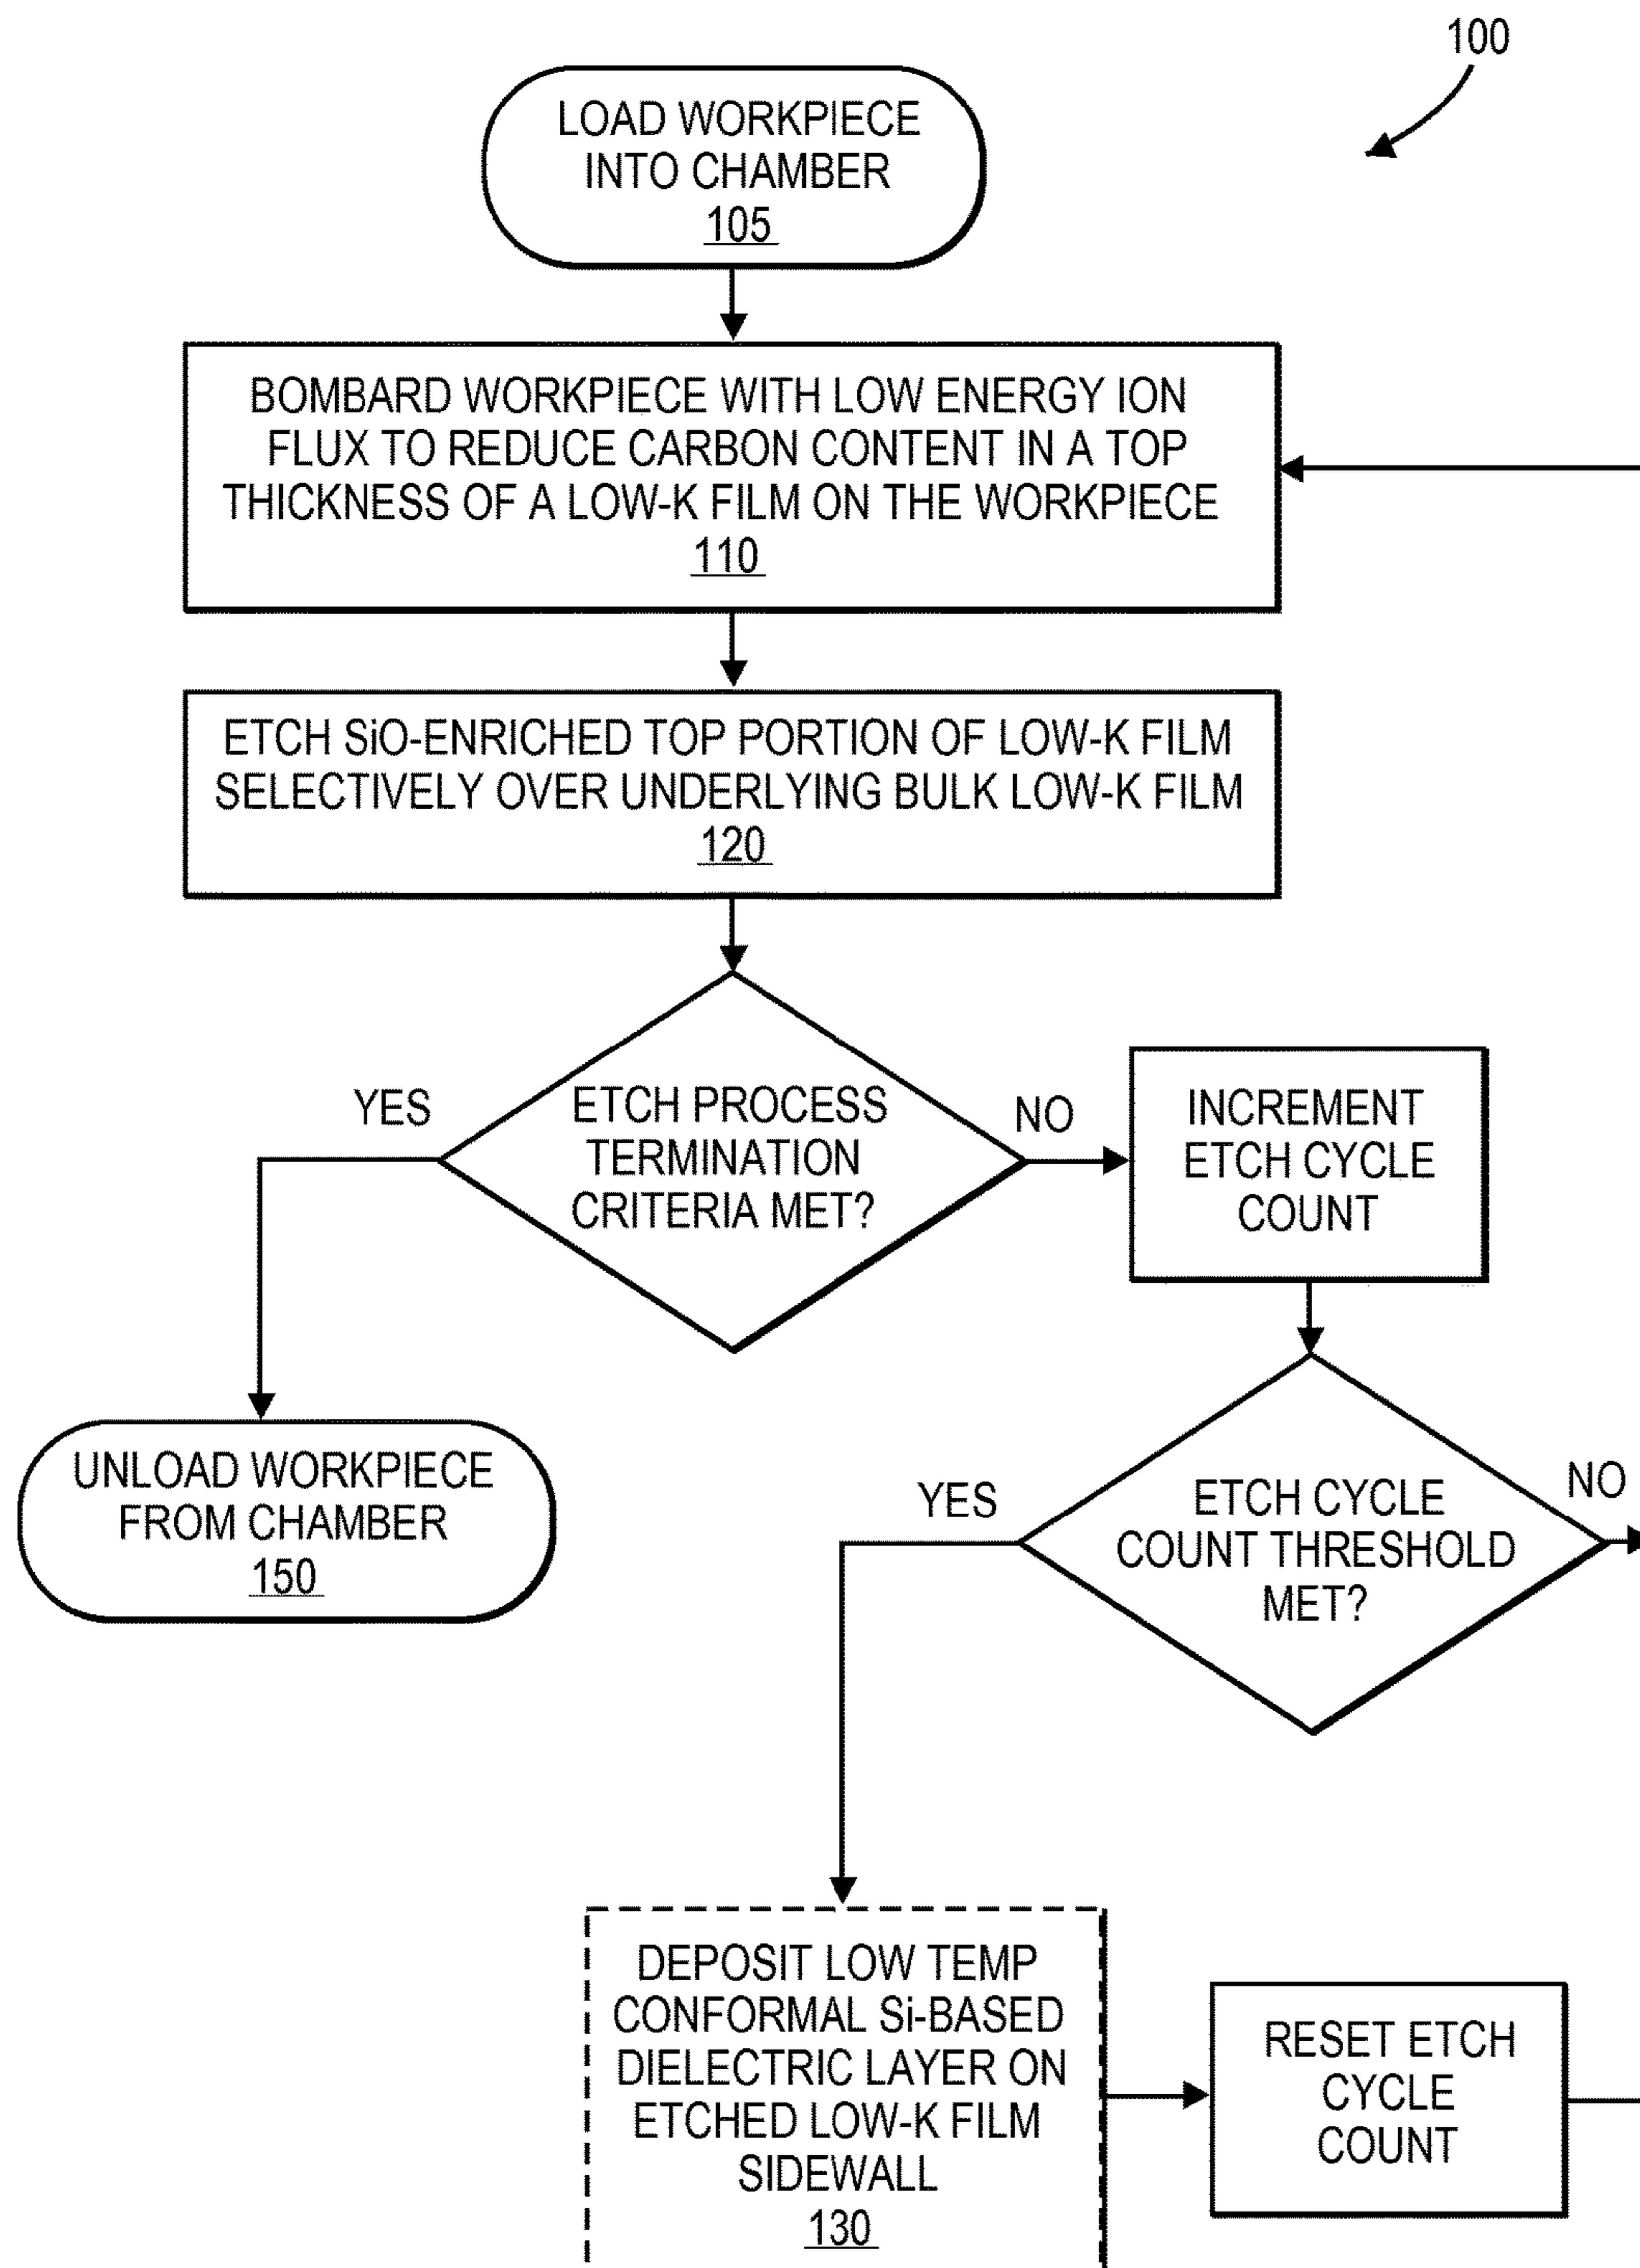 100
LOAD WORKPIECE
INTO CHAMBER
105
BOMBARD WORKPIECE WITH LOW ENERGY ION
FLUX TO REDUCE CARBON CONTENT IN A TOP
THICKNESS OF A LOW-K FILM ON THE WORKPIECE
110
ETCH SiO-ENRICHED TOP PORTION OF LOW-K FILM
SELECTIVELY OVER UNDERLYING BULK LOW-K FILM
120
YES
ETCH PROCESS
TERMINATION
CRITERIA MET?
NO
INCREMENT
ETCH CYCLE
COUNT
UNLOAD WORKPIECE
FROM CHAMBER
150
YES
ETCH CYCLE
COUNT THRESHOLD
MET?
NO
DEPOSIT LOW TEMP
CONFORMAL Si-BASED
DIELECTRIC LAYER ON
ETCHED LOW-K FILM
SIDEWALL
130
RESET ETCH
CYCLE
COUNT